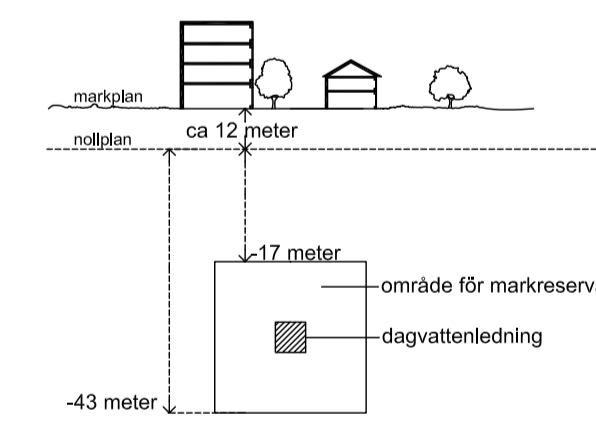 markplan
ca 12 meter
nollplan
-17 meter
område för markreserv
dagvattenledning
-43 meter